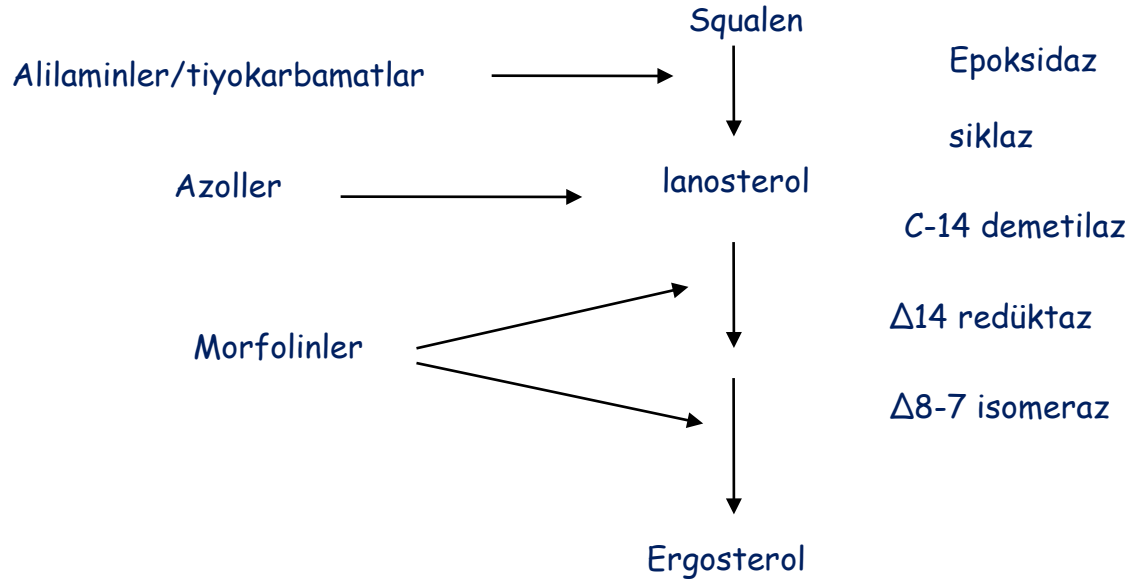 Squalen
Alilaminler/tiyokarbamatlar
Epoksidaz
siklaz
Azoller
lanosterol
C-14 demetilaz
Δ14 redüktaz
Morfolinler
Δ8-7 isomeraz
Ergosterol